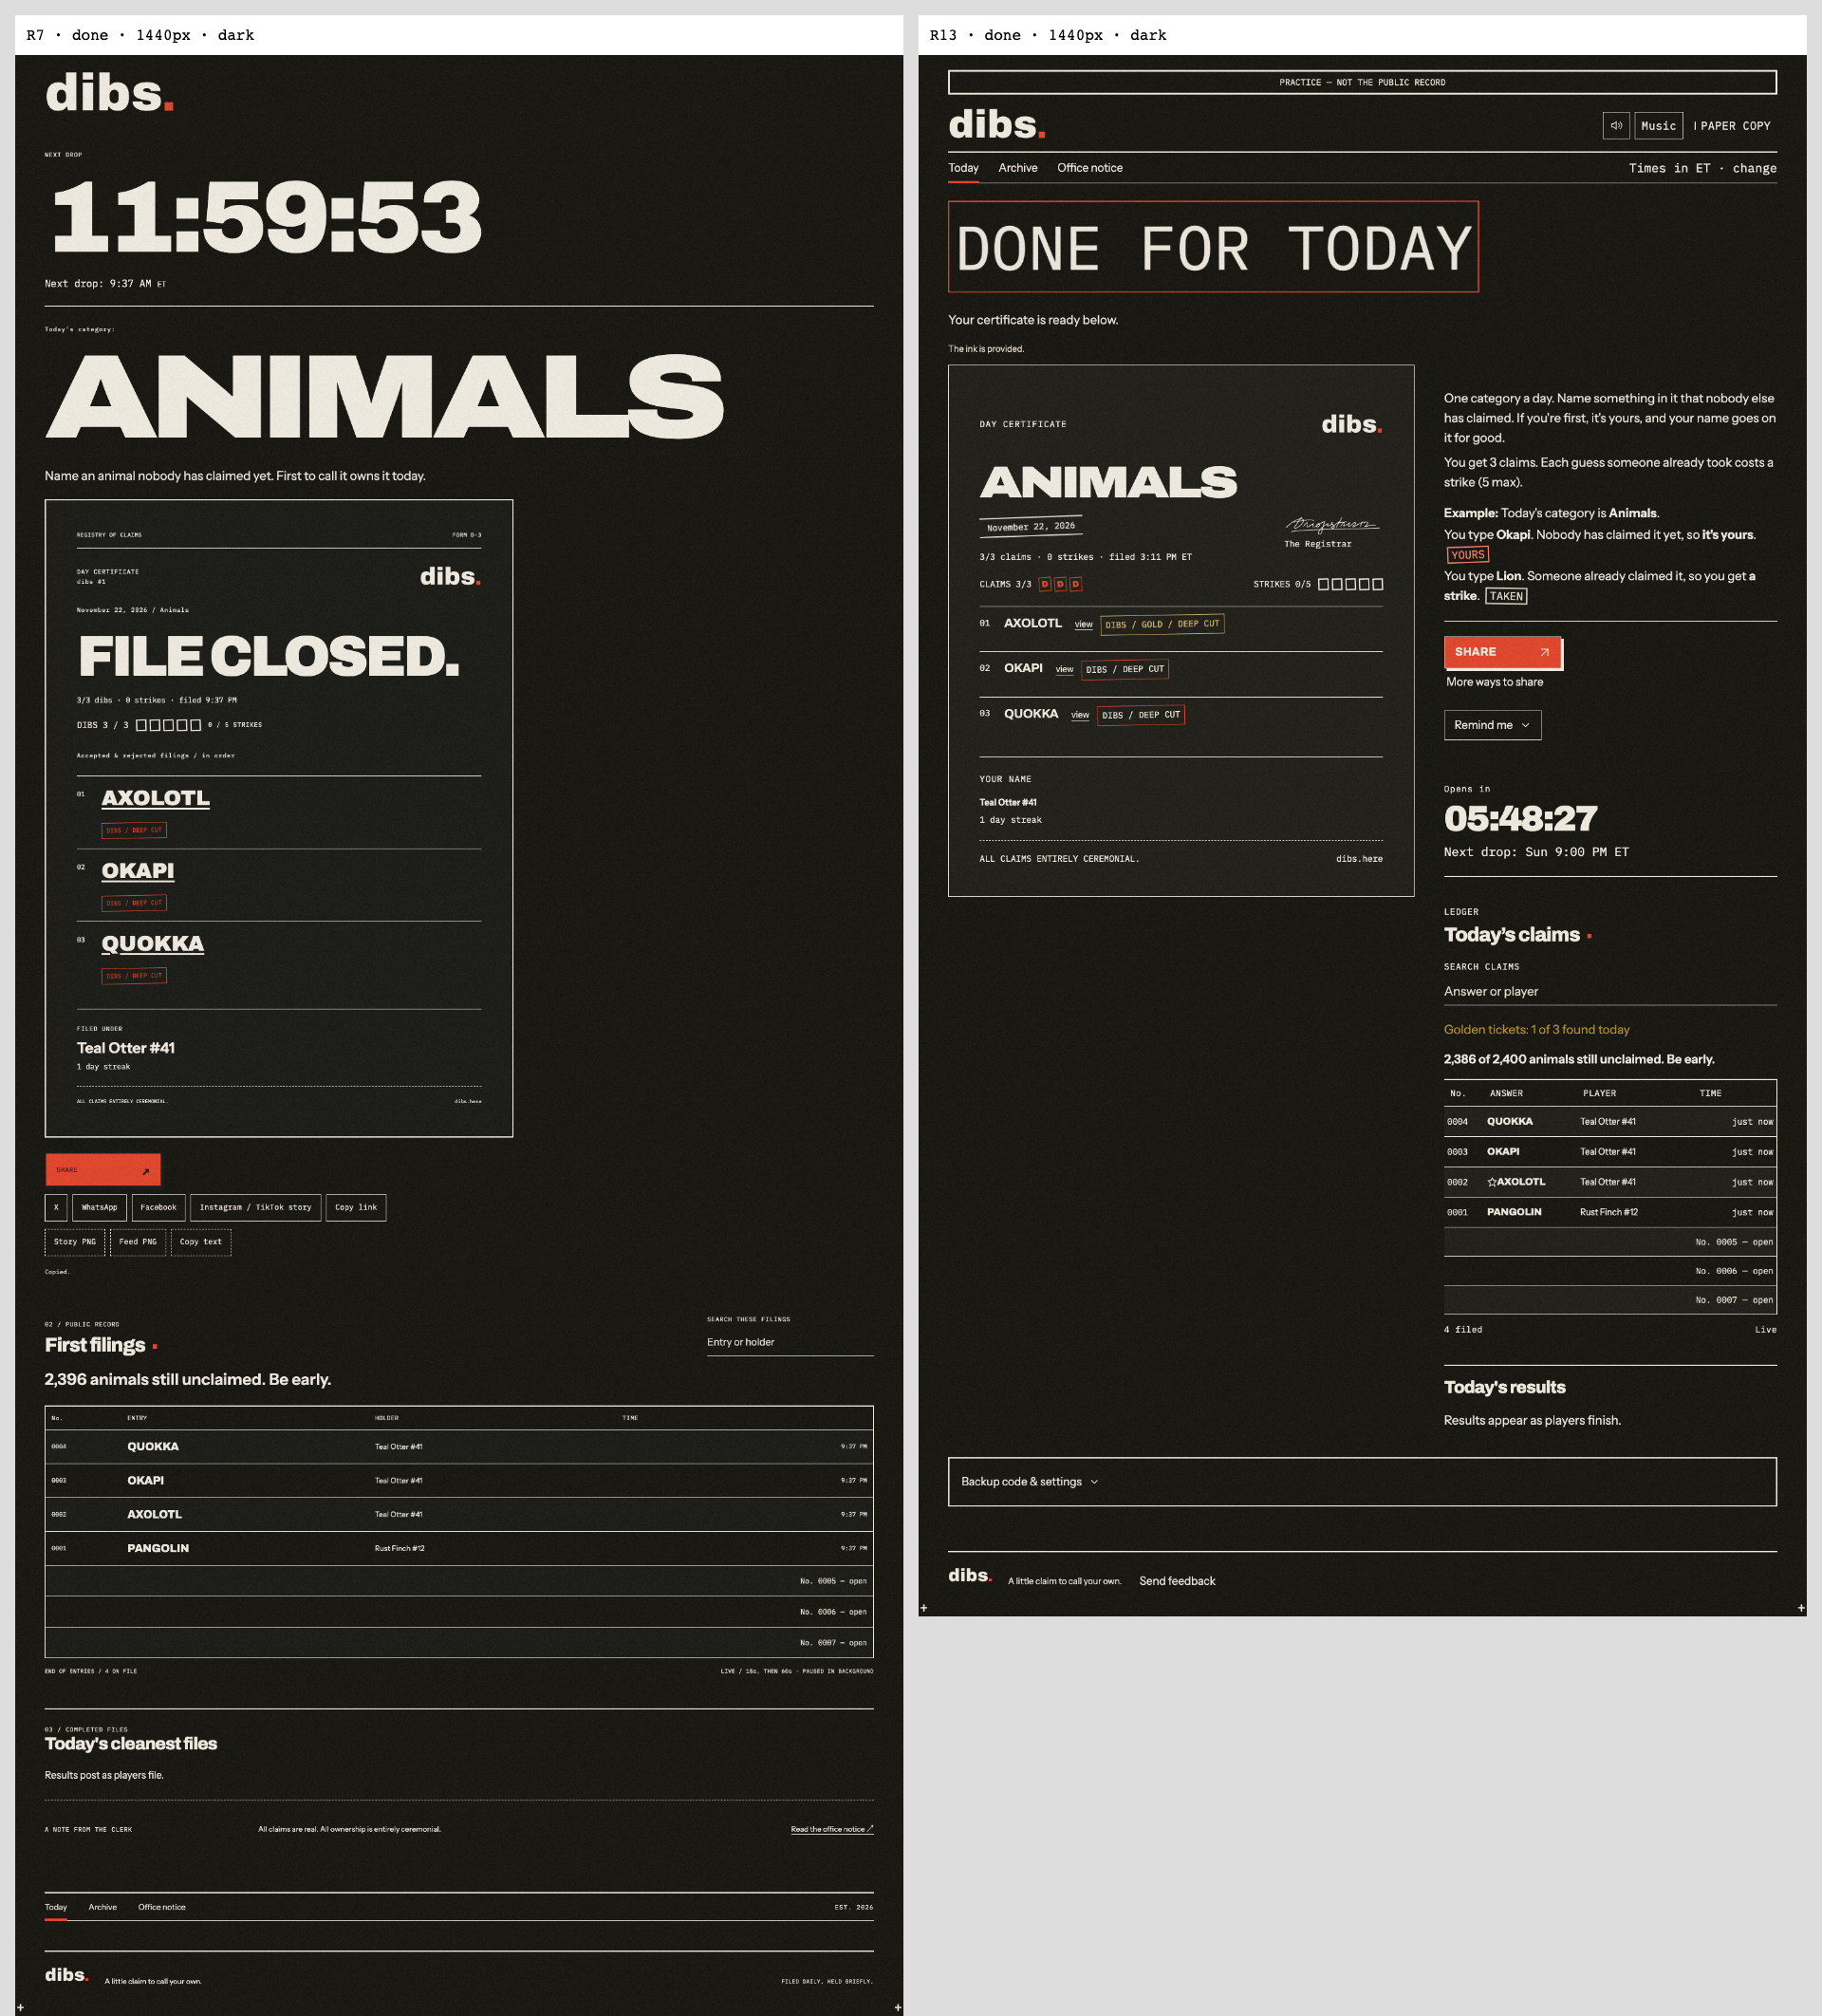 R7 · done · 1440px · dark
dibs.
NEXT DROP
11:59:53
Next drop: 9:37 AM ET
Today's category:
ANIMALS
Name an animal nobody has claimed yet. First to call it owns it today.
REGISTRY OF CLAIMS
FORM D-3
DAY CERTIFICATE
dibs #1
dibs.
November 22, 2026 / Animals
FILE CLOSED.
3/3 dibs · 0 strikes · filed 9:37 PM
DIBS 3 / 3
0 / 5 STRIKES
Accepted & rejected filings / in order
01 AXOLOTL
DIBS / DEEP CUT
02 OKAPI
DIBS / DEEP CUT
03 QUOKKA
DIBS / DEEP CUT
FILED UNDER
Teal Otter #41
1 day streak
ALL CLAIMS ENTIRELY CEREMONIAL.
dibs.here
SHARE ↗
X
WhatsApp
Facebook
Instagram / TikTok story
Copy link
Story PNG
Feed PNG
Copy text
Copied.
02 / PUBLIC RECORD
First filings
SEARCH THESE FILINGS
Entry or holder
2,396 animals still unclaimed. Be early.
No. ENTRY HOLDER TIME
0004 QUOKKA Teal Otter #41 9:37 PM
0003 OKAPI Teal Otter #41 9:37 PM
0002 AXOLOTL Teal Otter #41 9:37 PM
0001 PANGOLIN Rust Finch #12 9:37 PM
No. 0005 — open
No. 0006 — open
No. 0007 — open
END OF ENTRIES / 4 ON FILE
LIVE / 15s, THEN 60s · PAUSED IN BACKGROUND
03 / COMPLETED FILES
Today's cleanest files
Results post as players file.
A NOTE FROM THE CLERK
All claims are real. All ownership is entirely ceremonial.
Read the office notice ↗
Today
Archive
Office notice
EST. 2026
dibs.
A little claim to call your own.
FILED DAILY. HELD BRIEFLY.
R13 · done · 1440px · dark
PRACTICE — NOT THE PUBLIC RECORD
dibs.
Music
PAPER COPY
Today
Archive
Office notice
Times in ET · change
DONE FOR TODAY
Your certificate is ready below.
The ink is provided.
DAY CERTIFICATE
dibs.
ANIMALS
November 22, 2026
The Registrar
3/3 claims · 0 strikes · filed 3:11 PM ET
CLAIMS 3/3 D D D
STRIKES 0/5
01 AXOLOTL view DIBS / GOLD / DEEP CUT
02 OKAPI view DIBS / DEEP CUT
03 QUOKKA view DIBS / DEEP CUT
YOUR NAME
Teal Otter #41
1 day streak
ALL CLAIMS ENTIRELY CEREMONIAL.
dibs.here
One category a day. Name something in it that nobody else
has claimed. If you're first, it's yours, and your name goes on
it for good.
You get 3 claims. Each guess someone already took costs a
strike (5 max).
Example: Today's category is Animals.
You type Okapi. Nobody has claimed it yet, so it's yours.
YOURS
You type Lion. Someone already claimed it, so you get a
strike. TAKEN
SHARE
More ways to share
Remind me
Opens in
05:48:27
Next drop: Sun 9:00 PM ET
LEDGER
Today’s claims
SEARCH CLAIMS
Answer or player
Golden tickets: 1 of 3 found today
2,386 of 2,400 animals still unclaimed. Be early.
No. ANSWER PLAYER TIME
0004 QUOKKA Teal Otter #41 just now
0003 OKAPI Teal Otter #41 just now
0002 ☆AXOLOTL Teal Otter #41 just now
0001 PANGOLIN Rust Finch #12 just now
No. 0005 — open
No. 0006 — open
No. 0007 — open
4 filed
Live
Today's results
Results appear as players finish.
Backup code & settings
dibs.
A little claim to call your own.
Send feedback